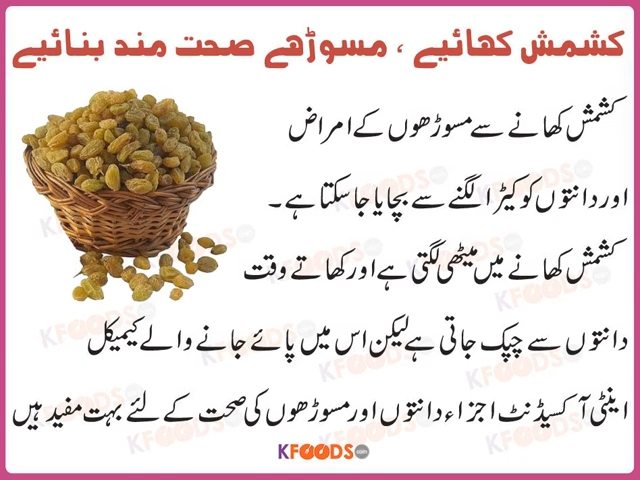 کشمش کھائیے ، مسوڑھے صحت مند بنائیے
کشمش کھانے سے مسوڑھوں کے امراض
اور دانتوں کو کیڑا لگنے سے بچایا جا سکتا ہے۔
کشمش کھانے میں میٹھی لگتی ہے اور کھاتے وقت
دانتوں سے چپک جاتی ہے لیکن اس میں پائے جانے والے کیمیکل
اینٹی آکسیڈنٹ اجزاء دانتوں اور مسوڑھوں کی صحت کے لئے بہت مفید ہیں
KFOODS.com